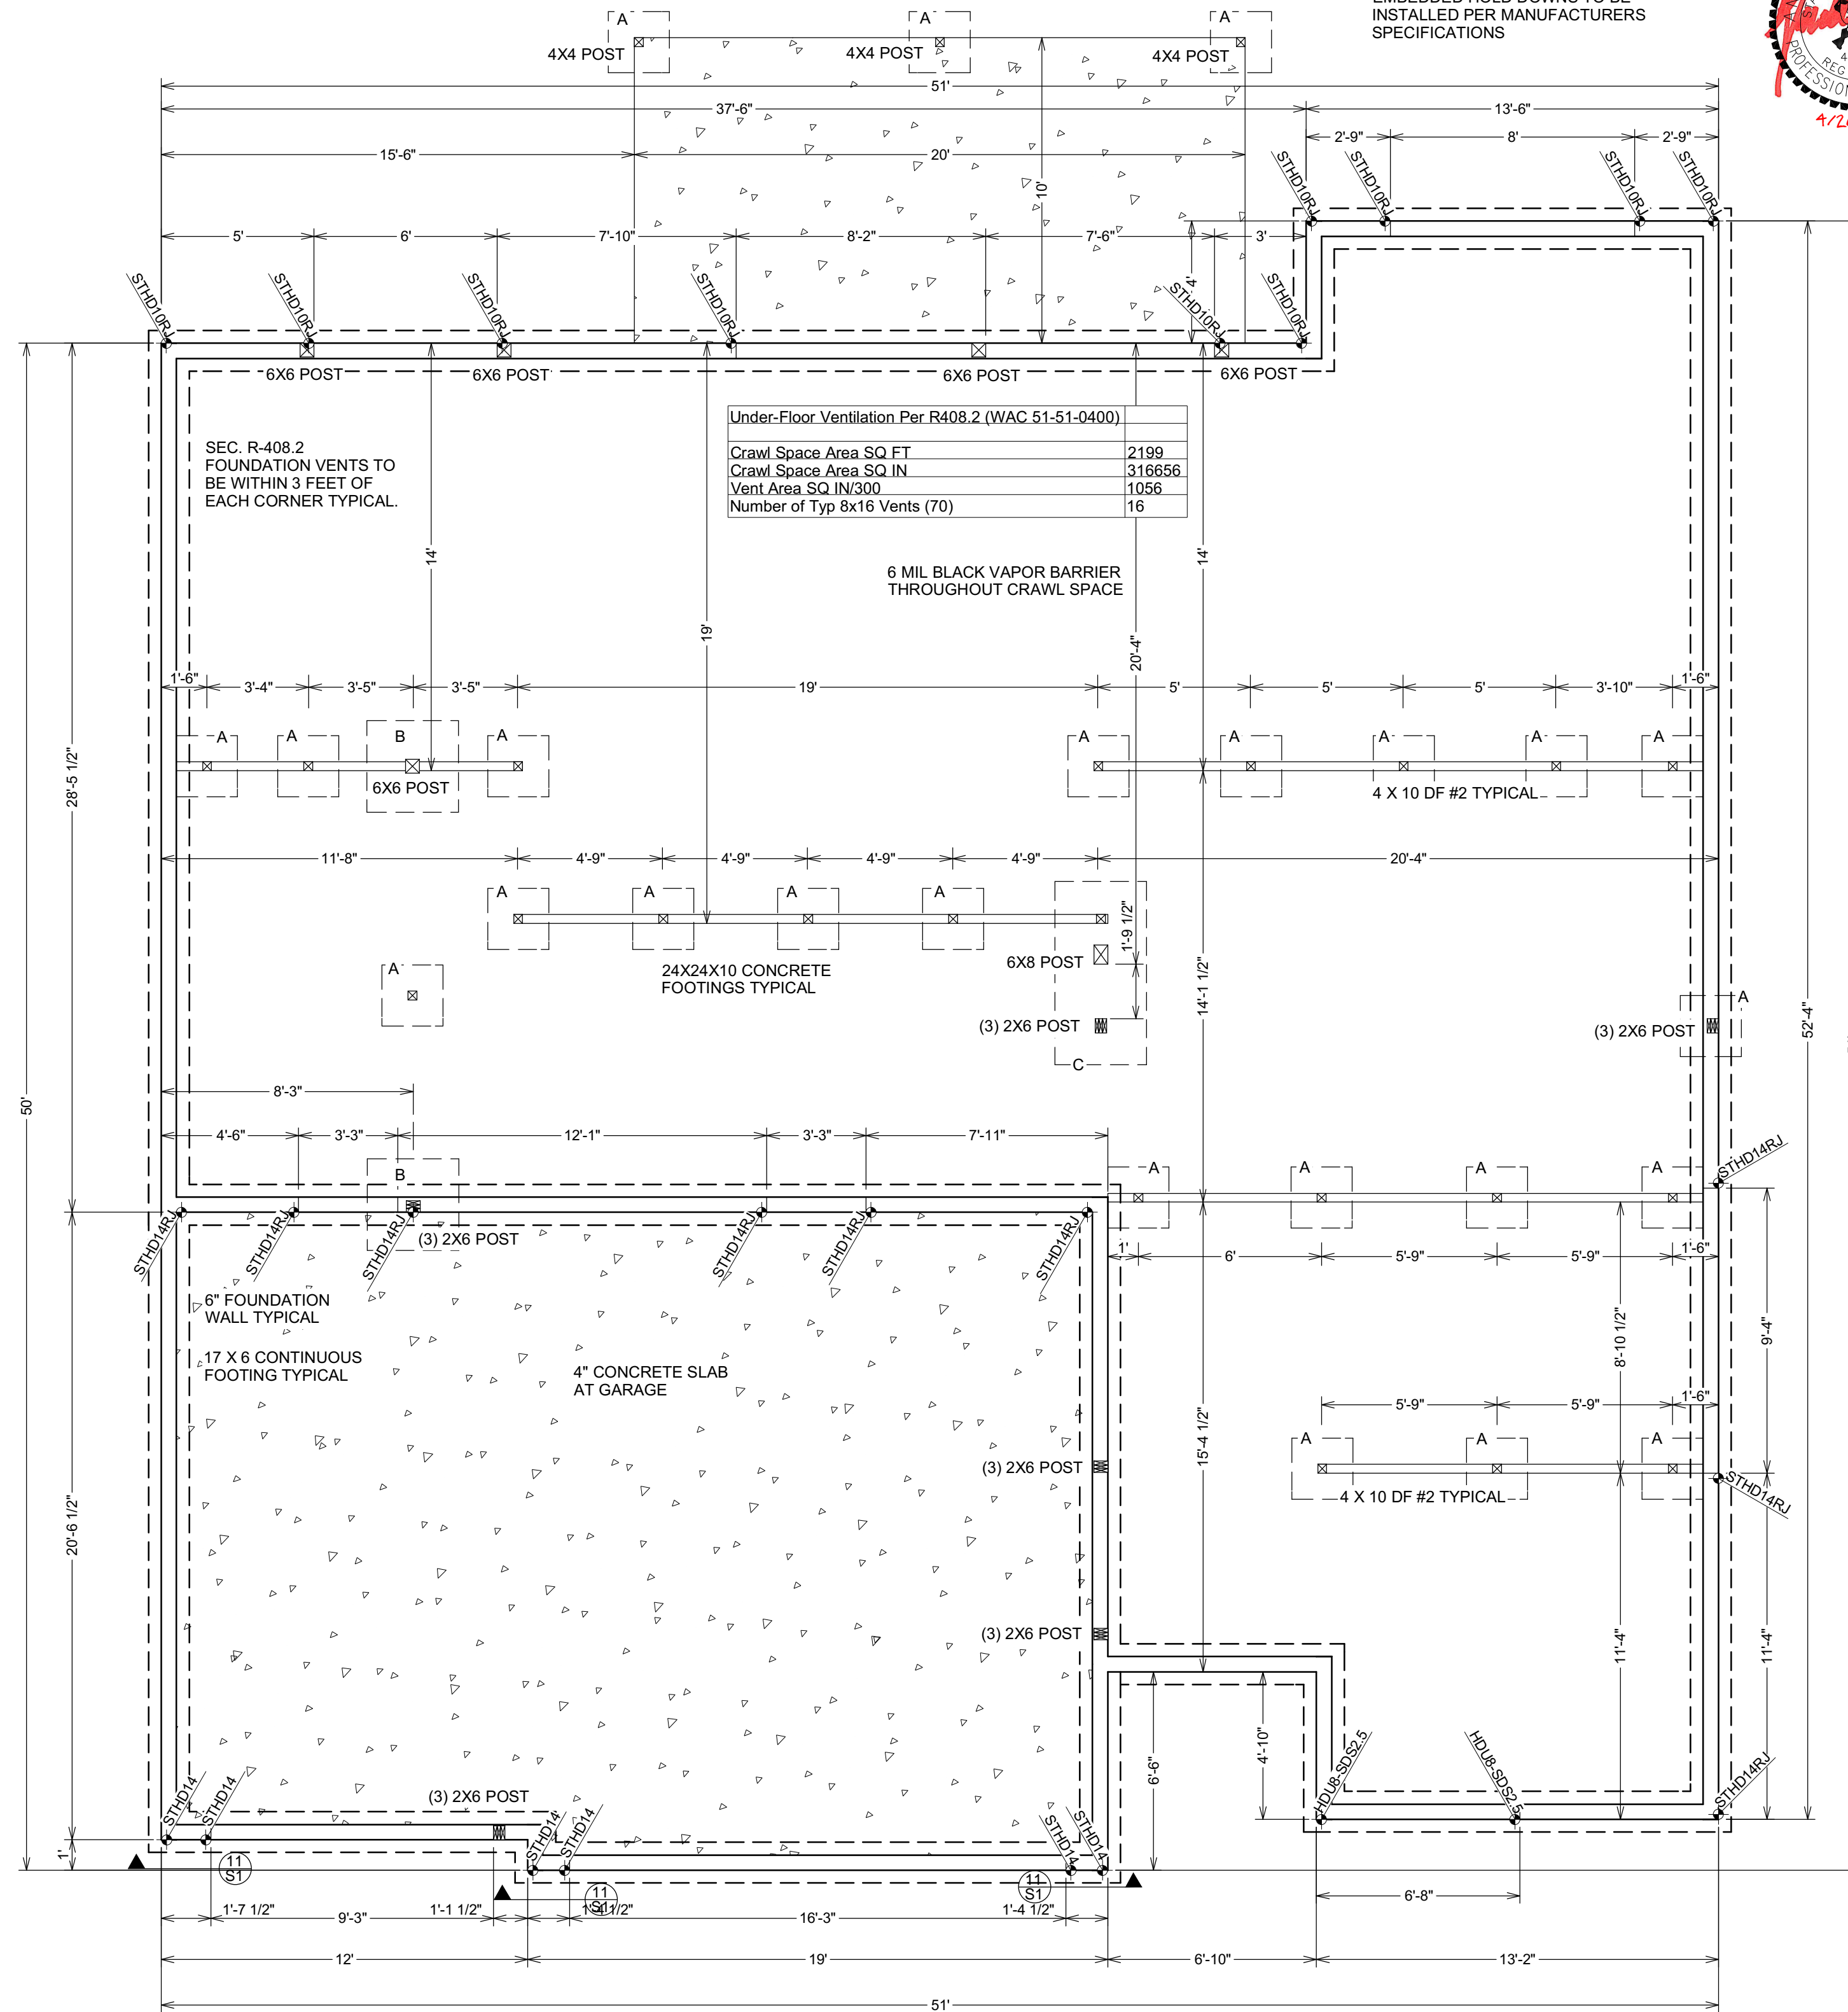 EMBEDDED HOLD DOWNS TO BE
INSTALLED PER MANUFACTURERS
SPECIFICATIONS
REG
PROFESSION
A
A
A
4X4 POST
4X4 POST
4X4 POST
51'
37'-6"
13'-6"
2'-9"
8'
2'-9"
15'-6"
20'
10'
STHD10RJ
STHD10RJ
STHD10RJ
STHD10RJ
5'
6'
7'-10"
8'-2"
7'-6"
3'
4'
STHD10RJ
STHD10RJ
STHD10RJ
STHD10RJ
STHD10RJ
STHD10RJ
6X6 POST
6X6 POST
6X6 POST
6X6 POST
SEC. R-408.2
FOUNDATION VENTS TO
BE WITHIN 3 FEET OF
EACH CORNER TYPICAL.
Under-Floor Ventilation Per R408.2 (WAC 51-51-0400)
Crawl Space Area SQ FT 2199
Crawl Space Area SQ IN 316656
Vent Area SQ IN/300 1056
Number of Typ 8x16 Vents (70) 16
14'
19'
14'
20'-4"
6 MIL BLACK VAPOR BARRIER
THROUGHOUT CRAWL SPACE
1'-6"
3'-4"
3'-5"
3'-5"
19'
5'
5'
5'
3'-10"
1'-6"
A
A
B
A
A
A
A
A
A
6X6 POST
4 X 10 DF #2 TYPICAL
28'-5 1/2"
11'-8"
4'-9"
4'-9"
4'-9"
4'-9"
20'-4"
A
A
A
A
1'-9 1/2"
6X8 POST
24X24X10 CONCRETE
FOOTINGS TYPICAL
A
14'-1 1/2"
A
(3) 2X6 POST
(3) 2X6 POST
C
52'-4"
50'
8'-3"
4'-6"
3'-3"
12'-1"
3'-3"
7'-11"
B
A
A
A
A
STHD14RJ
STHD14RJ
STHD14RJ
STHD14RJ
(3) 2X6 POST
STHD14RJ
STHD14RJ
STHD14RJ
1'
6'
5'-9"
5'-9"
1'-6"
6" FOUNDATION
WALL TYPICAL
17 X 6 CONTINUOUS
FOOTING TYPICAL
4" CONCRETE SLAB
AT GARAGE
8'-10 1/2"
9'-4"
5'-9"
5'-9"
1'-6"
15'-4 1/2"
A
A
A
(3) 2X6 POST
4 X 10 DF #2 TYPICAL
STHD14RJ
20'-6 1/2"
(3) 2X6 POST
11'-4"
11'-4"
4'-10"
6'-6"
HDU8-SDS2.5
HDU8-SDS2.5
STHD14RJ
(3) 2X6 POST
STHD14
STHD14
STHD14
STHD14
STHD14
STHD14
1'
11
S1
11
S1
11
S1
6'-8"
1'-7 1/2"
9'-3"
1'-1 1/2"
1'-4 1/2"
16'-3"
1'-4 1/2"
12'
19'
6'-10"
13'-2"
51'